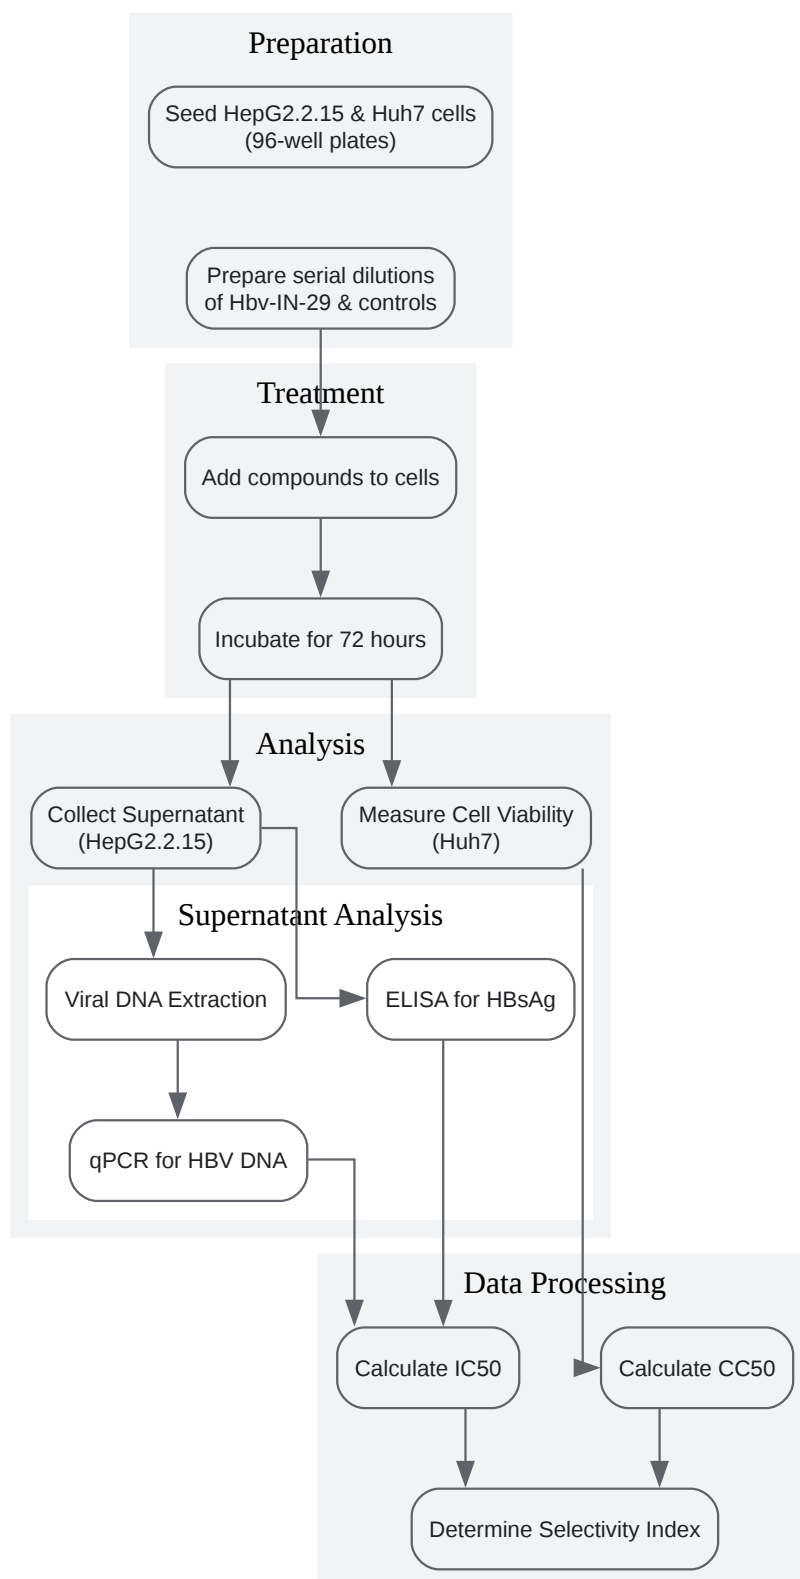 Preparation
Seed HepG2.2.15 & Huh7 cells
(96-well plates)
Prepare serial dilutions
of Hbv-IN-29 & controls
Treatment
Add compounds to cells
Incubate for 72 hours
Analysis
Collect Supernatant
(HepG2.2.15)
Measure Cell Viability
(Huh7)
Supernatant Analysis
Viral DNA Extraction
ELISA for HBsAg
qPCR for HBV DNA
Data Processing
Calculate IC50
Calculate CC50
Determine Selectivity Index